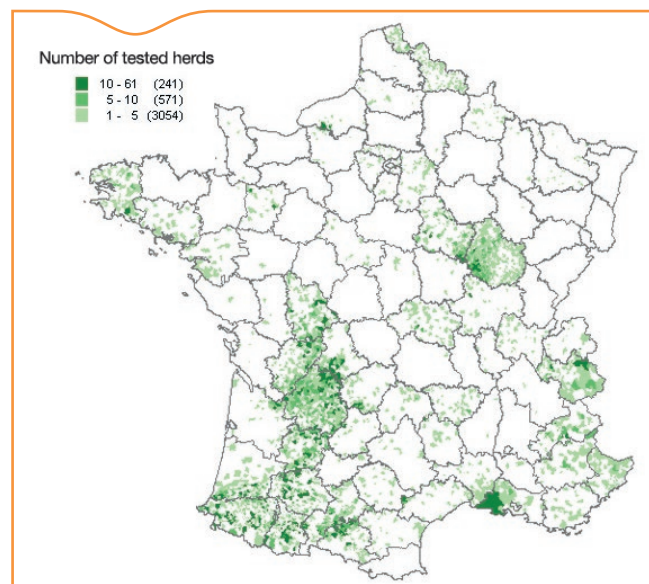 Number of tested herds
10 - 61 (241)
5 - 10 (571)
1 - 5 (3054)